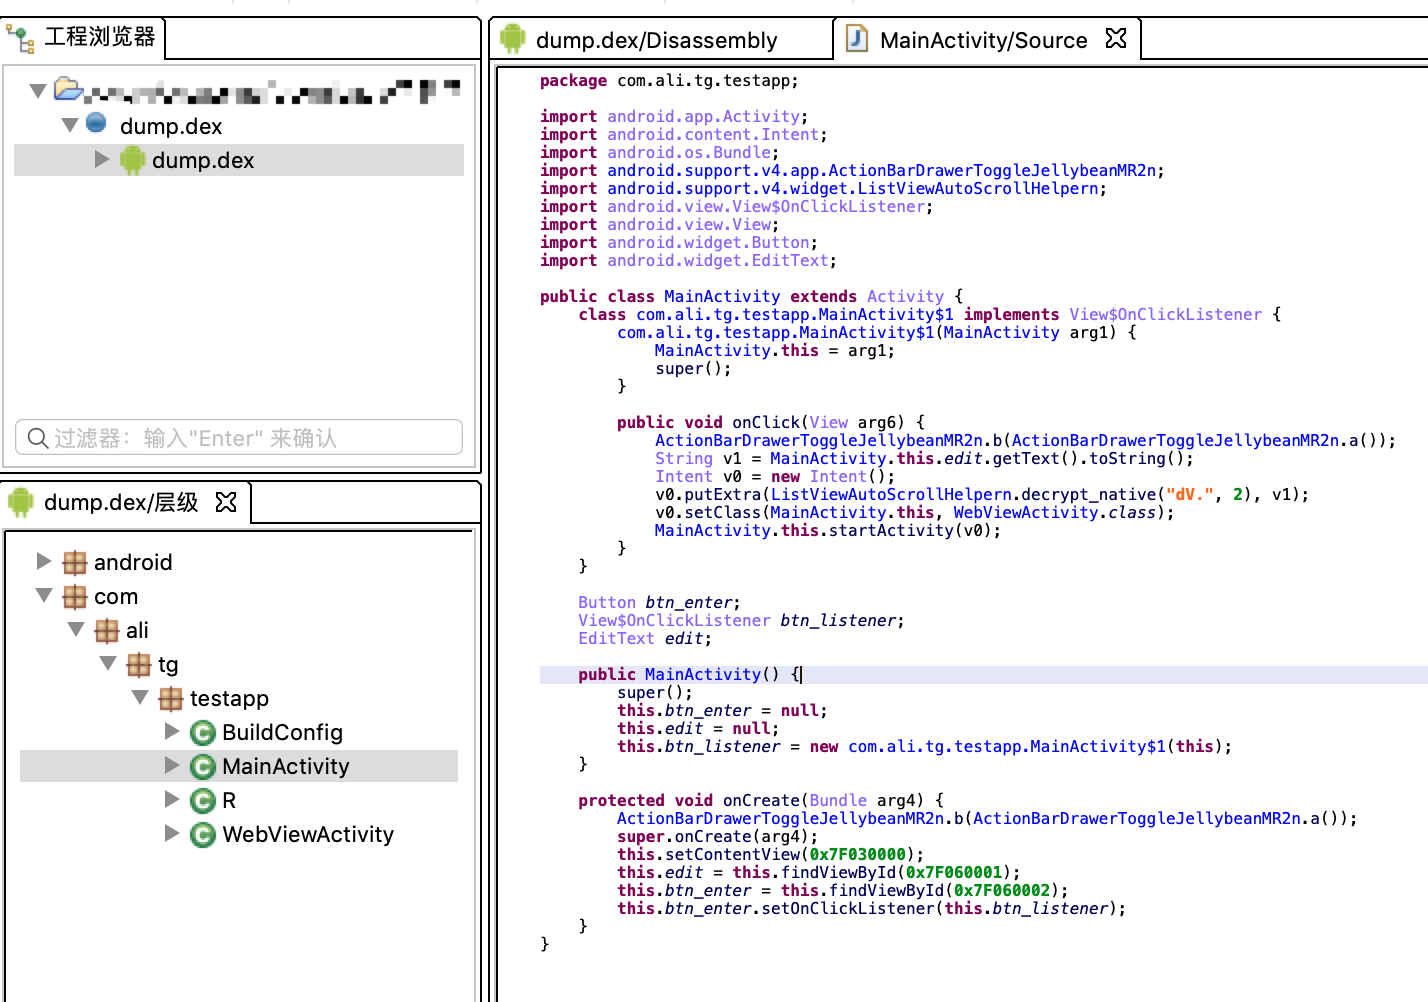 工程浏览器
dump.dex
dump.dex
过滤器：输入"Enter" 来确认
dump.dex/层级
android
com
ali
tg
testapp
BuildConfig
MainActivity
R
WebViewActivity
dump.dex/Disassembly
MainActivity/Source
package com.ali.tg.testapp;
import android.app.Activity;
import android.content.Intent;
import android.os.Bundle;
import android.support.v4.app.ActionBarDrawerToggleJellybeanMR2n;
import android.support.v4.widget.ListViewAutoScrollHelpern;
import android.view.View$OnClickListener;
import android.view.View;
import android.widget.Button;
import android.widget.EditText;
public class MainActivity extends Activity {
class com.ali.tg.testapp.MainActivity$1 implements View$OnClickListener {
com.ali.tg.testapp.MainActivity$1(MainActivity arg1) {
MainActivity.this = arg1;
super();
}
public void onClick(View arg6) {
ActionBarDrawerToggleJellybeanMR2n.b(ActionBarDrawerToggleJellybeanMR2n.a());
String v1 = MainActivity.this.edit.getText().toString();
Intent v0 = new Intent();
v0.putExtra(ListViewAutoScrollHelpern.decrypt_native("dV.", 2), v1);
v0.setClass(MainActivity.this, WebViewActivity.class);
MainActivity.this.startActivity(v0);
}
}
Button btn_enter;
View$OnClickListener btn_listener;
EditText edit;
public MainActivity() {
super();
this.btn_enter = null;
this.edit = null;
this.btn_listener = new com.ali.tg.testapp.MainActivity$1(this);
}
protected void onCreate(Bundle arg4) {
ActionBarDrawerToggleJellybeanMR2n.b(ActionBarDrawerToggleJellybeanMR2n.a());
super.onCreate(arg4);
this.setContentView(0x7F030000);
this.edit = this.findViewById(0x7F060001);
this.btn_enter = this.findViewById(0x7F060002);
this.btn_enter.setOnClickListener(this.btn_listener);
}
}